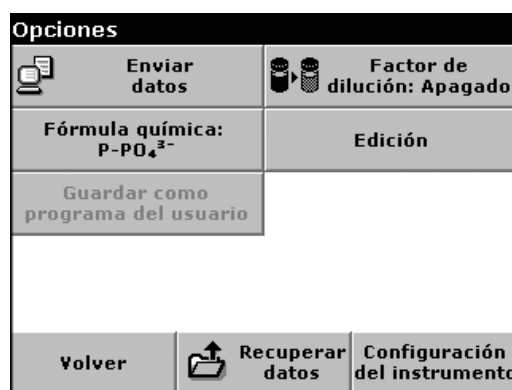 Opciones
Enviar
datos
Factor de
dilución: Apagado
Fórmula química:
P-PO₄³⁻
Edición
Guardar como
programa del usuario
Volver
Recuperar
datos
Configuración
del instrumento